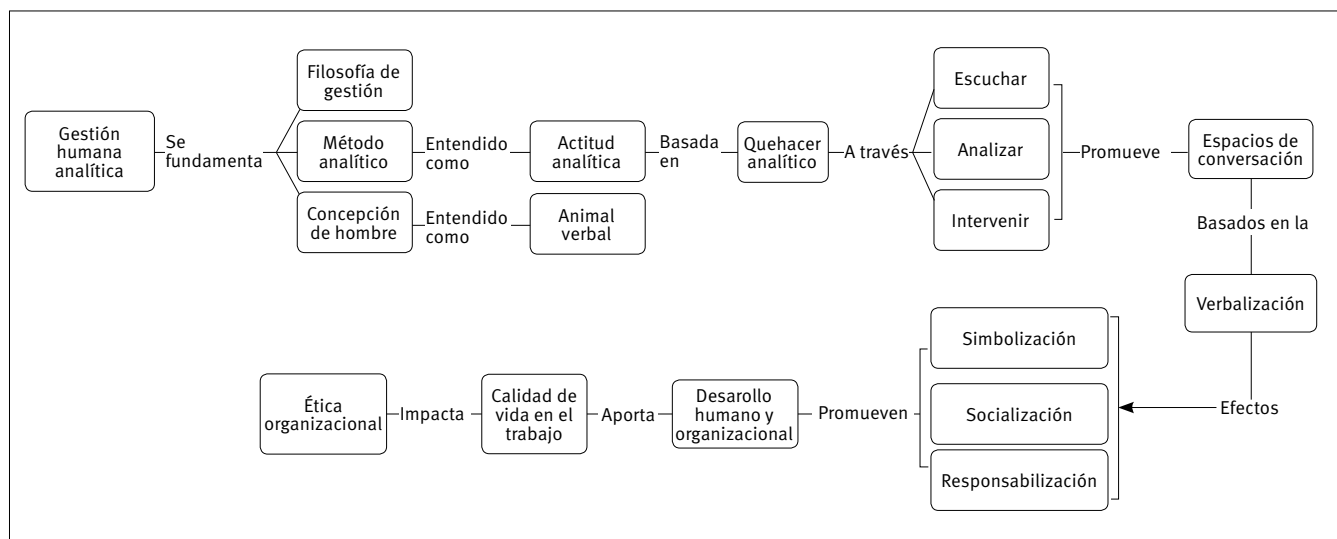 Gestión
humana
analítica
Se
fundamenta
Filosofía de
gestión
Método
analítico
Concepción
de hombre
Entendido
como
Entendido
como
Actitud
analítica
Animal
verbal
Basada
en
Quehacer
analítico
A través
Escuchar
Analizar
Intervenir
Promueve
Espacios de
conversación
Basados en la
Verbalización
Efectos
Simbolización
Socialización
Responsabilización
Promueven
Desarollo
humano y
organizacional
Aporta
Calidad de
vida en el
trabajo
Impacta
Ética
organizacional